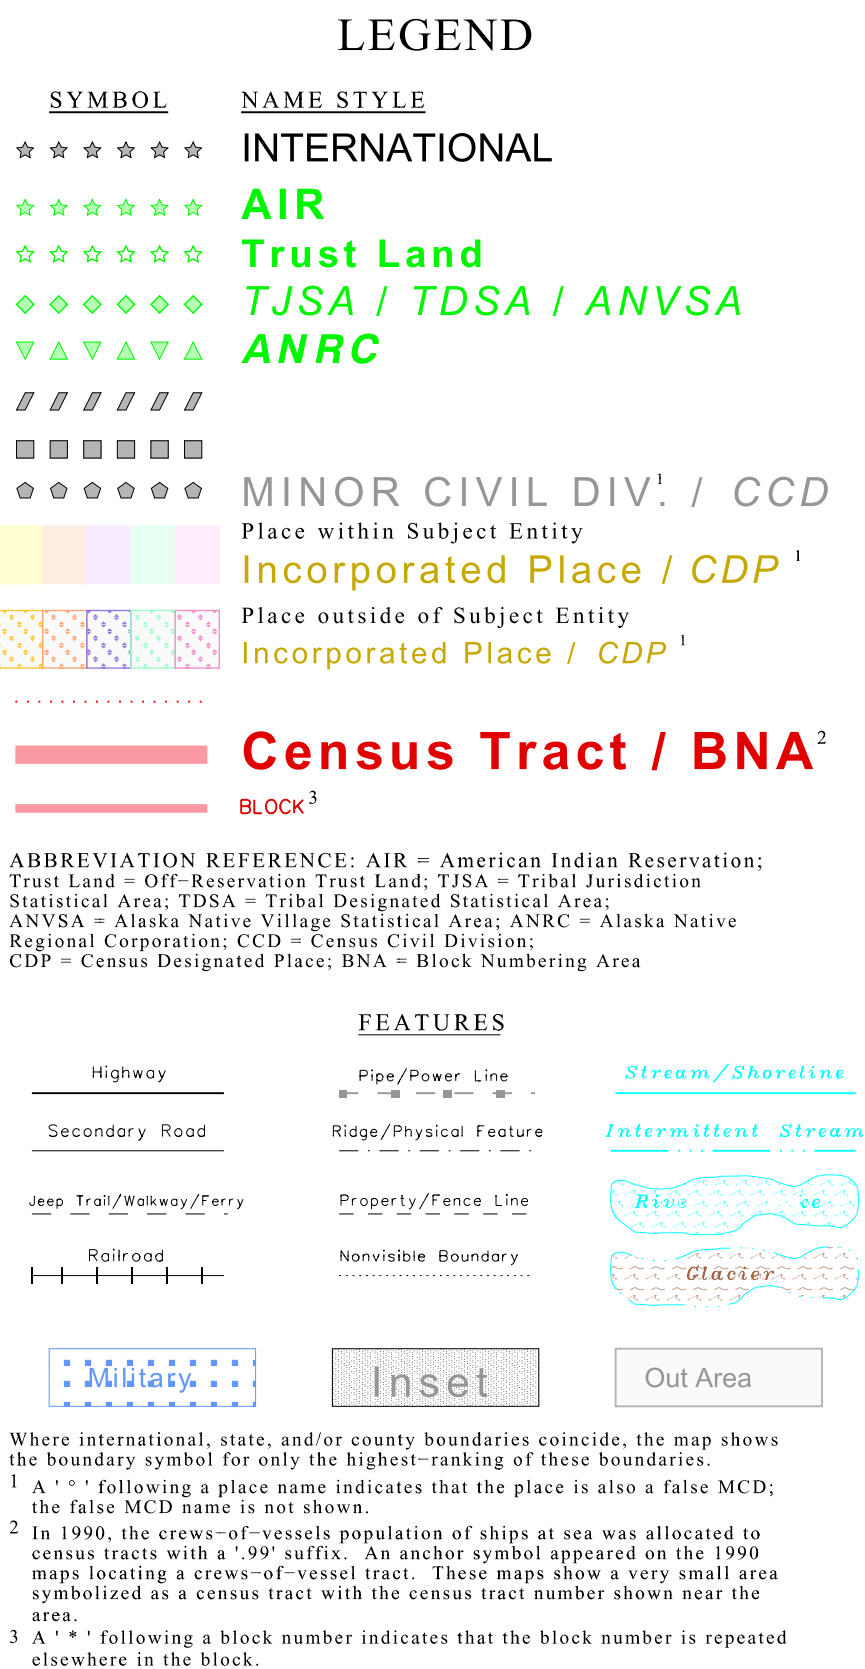 LEGEND
SYMBOL NAME STYLE
INTERNATIONAL
AIR
Trust Land
TJSA / TDSA / ANVSA
ANRC
MINOR CIVIL DIV.¹ / CCD
Place within Subject Entity
Incorporated Place / CDP ¹
Place outside of Subject Entity
Incorporated Place / CDP ¹
Census Tract / BNA²
BLOCK³
ABBREVIATION REFERENCE: AIR = American Indian Reservation;
Trust Land = Off−Reservation Trust Land; TJSA = Tribal Jurisdiction
Statistical Area; TDSA = Tribal Designated Statistical Area;
ANVSA = Alaska Native Village Statistical Area; ANRC = Alaska Native
Regional Corporation; CCD = Census Civil Division;
CDP = Census Designated Place; BNA = Block Numbering Area
FEATURES
Highway
Pipe/Power Line
Stream/Shoreline
Secondary Road
Ridge/Physical Feature
Intermittent Stream
Jeep Trail/Walkway/Ferry
Property/Fence Line
Railroad
Nonvisible Boundary
Glacier
Military
Inset
Out Area
Where international, state, and/or county boundaries coincide, the map shows
the boundary symbol for only the highest−ranking of these boundaries.
1 A ' ° ' following a place name indicates that the place is also a false MCD;
the false MCD name is not shown.
2 In 1990, the crews−of−vessels population of ships at sea was allocated to
census tracts with a '.99' suffix. An anchor symbol appeared on the 1990
maps locating a crews−of−vessel tract. These maps show a very small area
symbolized as a census tract with the census tract number shown near the
area.
3 A ' * ' following a block number indicates that the block number is repeated
elsewhere in the block.